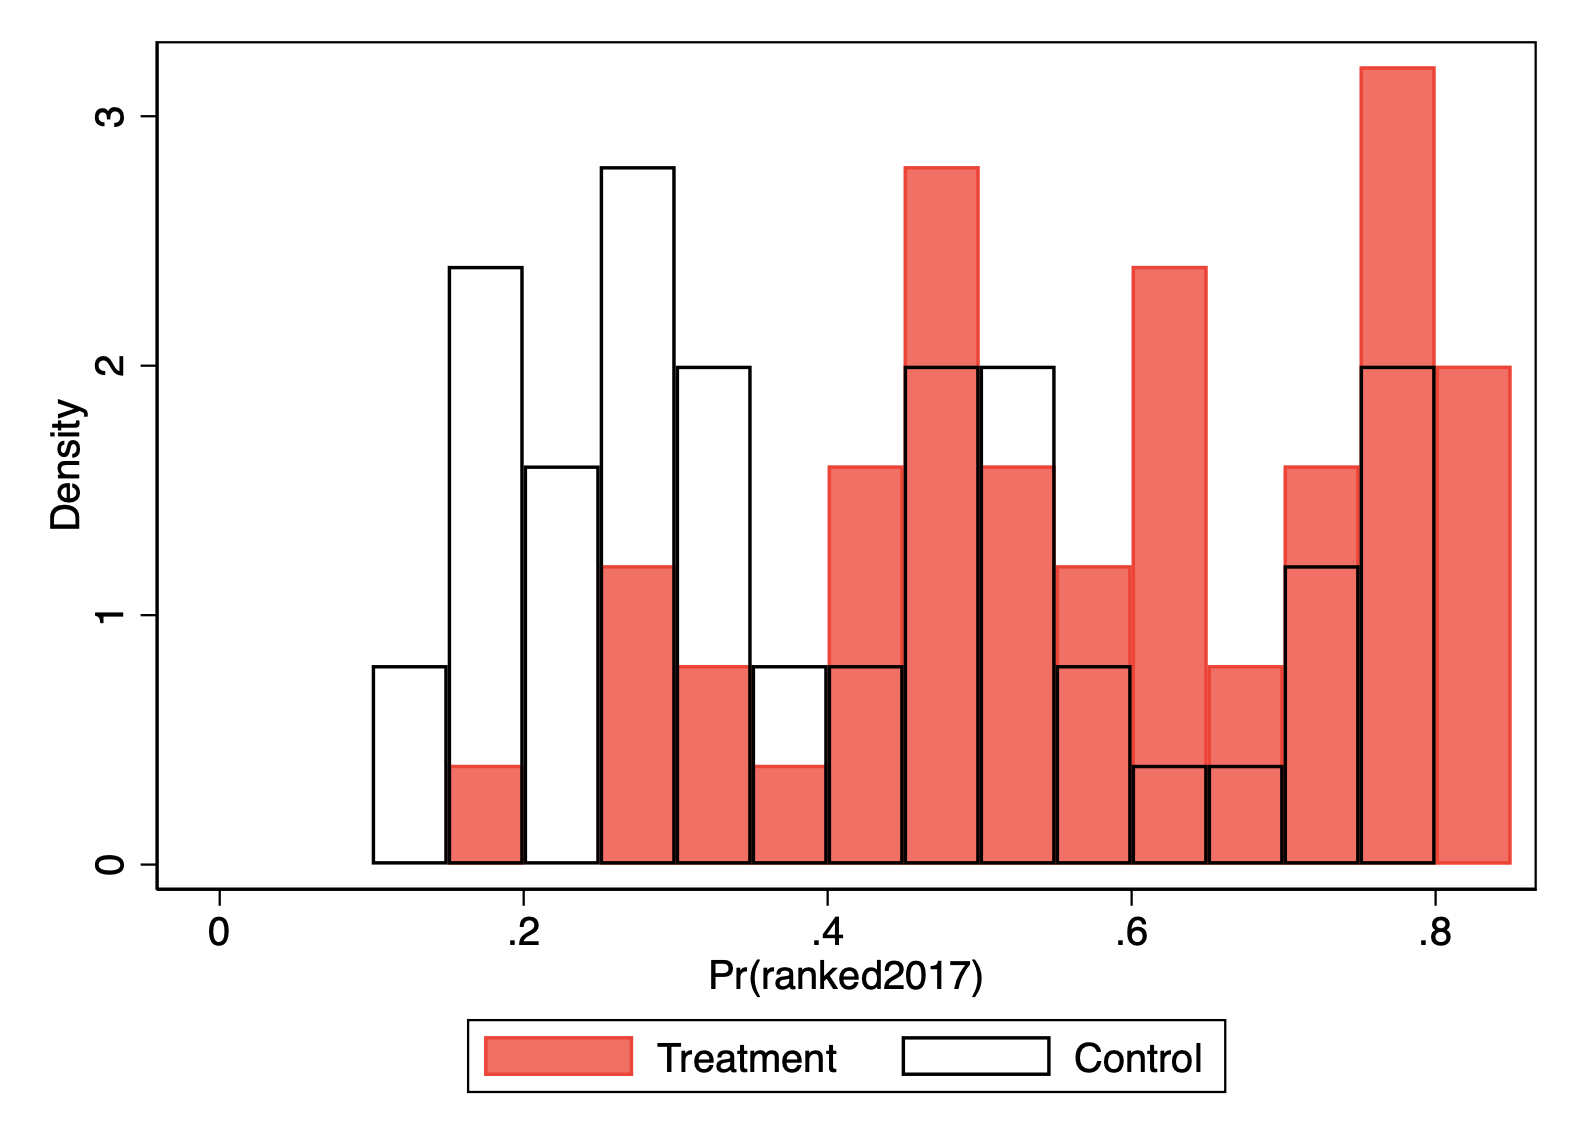 Density
3
2
1
0
0 .2 .4 .6 .8
Pr(ranked2017)
Treatment Control